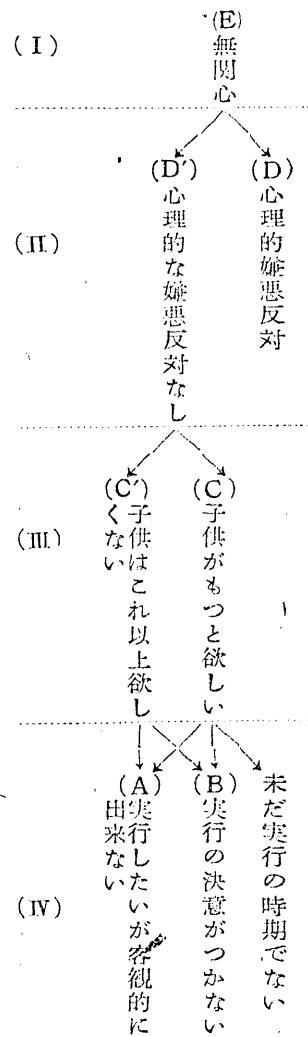 (I)
(E)無関心
(II)
(D)心理的嫌悪反対
(D′)心理的な嫌悪反対なし
(III)
(C)子供がもつと欲しい
(C′)子供はこれ以上欲し
くない
(IV)
未だ実行の時期でない
(B)実行の決意がつかない
(A)実行したいが客観的に
出来ない